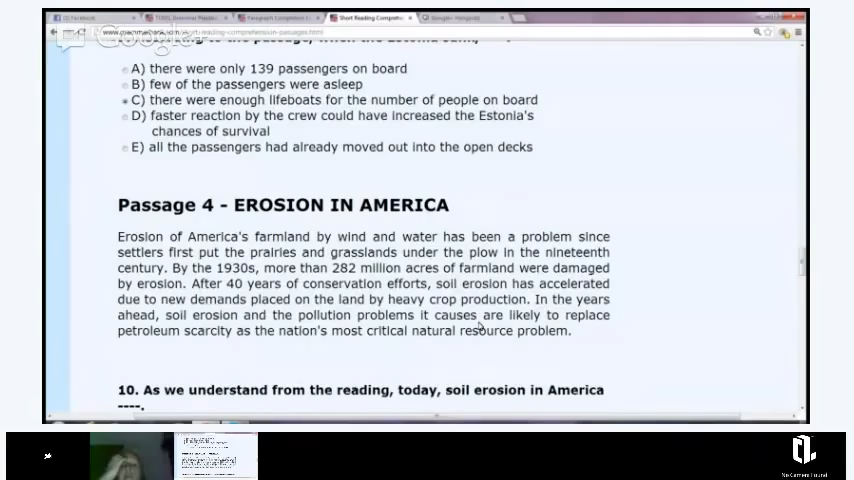 Short Reading Compreh
Google+ Hangouts
A) there were only 139 passengers on board
B) few of the passengers were asleep
C) there were enough lifeboats for the number of people on board
D) faster reaction by the crew could have increased the Estonia's
chances of survival
E) all the passengers had already moved out into the open decks
Passage 4 - EROSION IN AMERICA
Erosion of America's farmland by wind and water has been a problem since
settlers first put the prairies and grasslands under the plow in the nineteenth
century. By the 1930s, more than 282 million acres of farmland were damaged
by erosion. After 40 years of conservation efforts, soil erosion has accelerated
due to new demands placed on the land by heavy crop production. In the years
ahead, soil erosion and the pollution problems it causes are likely to replace
petroleum scarcity as the nation's most critical natural resource problem.
10. As we understand from the reading, today, soil erosion in America
----.
No Camera Found